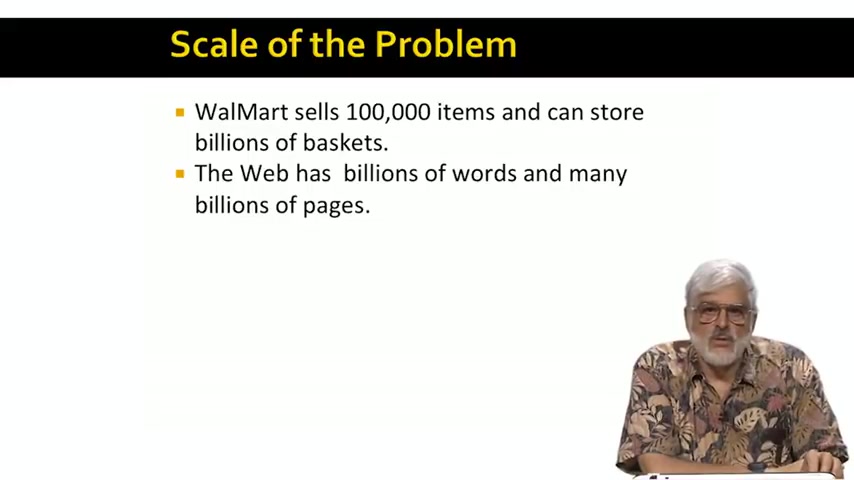 Scale of the Problem
WalMart sells 100,000 items and can store
billions of baskets.
The Web has billions of words and many
billions of pages.